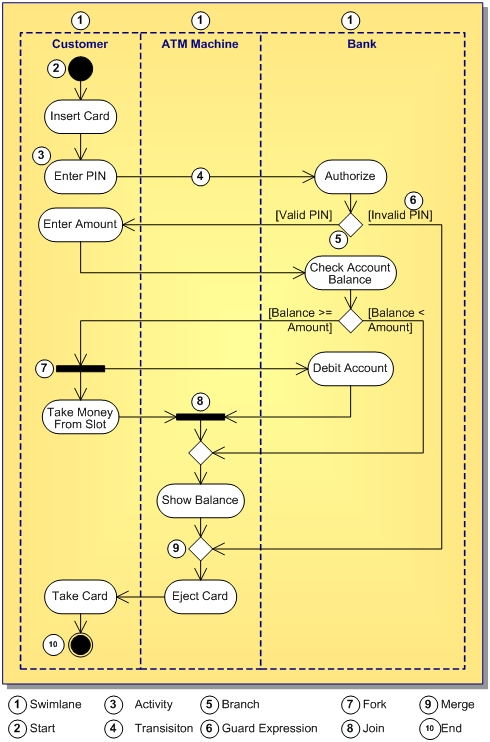 1 1 1
Customer ATM Machine Bank
2
Insert Card
3
Enter PIN 4 Authorize
6
[Valid PIN] [Invalid PIN]
Enter Amount
5
Check Account
Balance
[Balance >= [Balance <
Amount] Amount]
7 Debit Account
8
Take Money
From Slot
Show Balance
9
Take Card Eject Card
10
1 Swimlane 3 Activity 5 Branch 7 Fork 9 Merge
2 Start 4 Transisiton 6 Guard Expression 8 Join 10 End